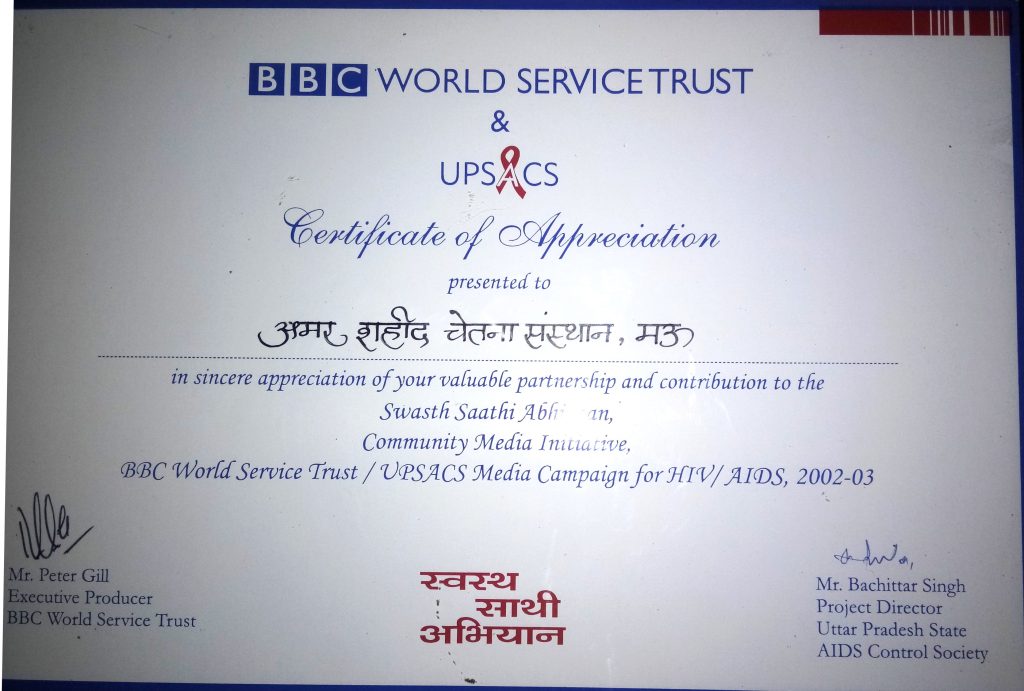 BBC WORLD SERVICE TRUST
&
UPSACS
Certificate of Appreciation
presented to
अमर शहीद चेतना संस्थान, मऊ
in sincere appreciation of your valuable partnership and contribution to the
Swasth Saathi
Community Media Initiative,
BBC World Service Trust / UPSACS Media Campaign for HIV/ AIDS, 2002-03
Mr. Peter Gill
Executive Producer
BBC World Service Trust
स्वस्थ
साथी
अभियान
Mr. Bachittar Singh
Project Director
Uttar Pradesh State
AIDS Control Society